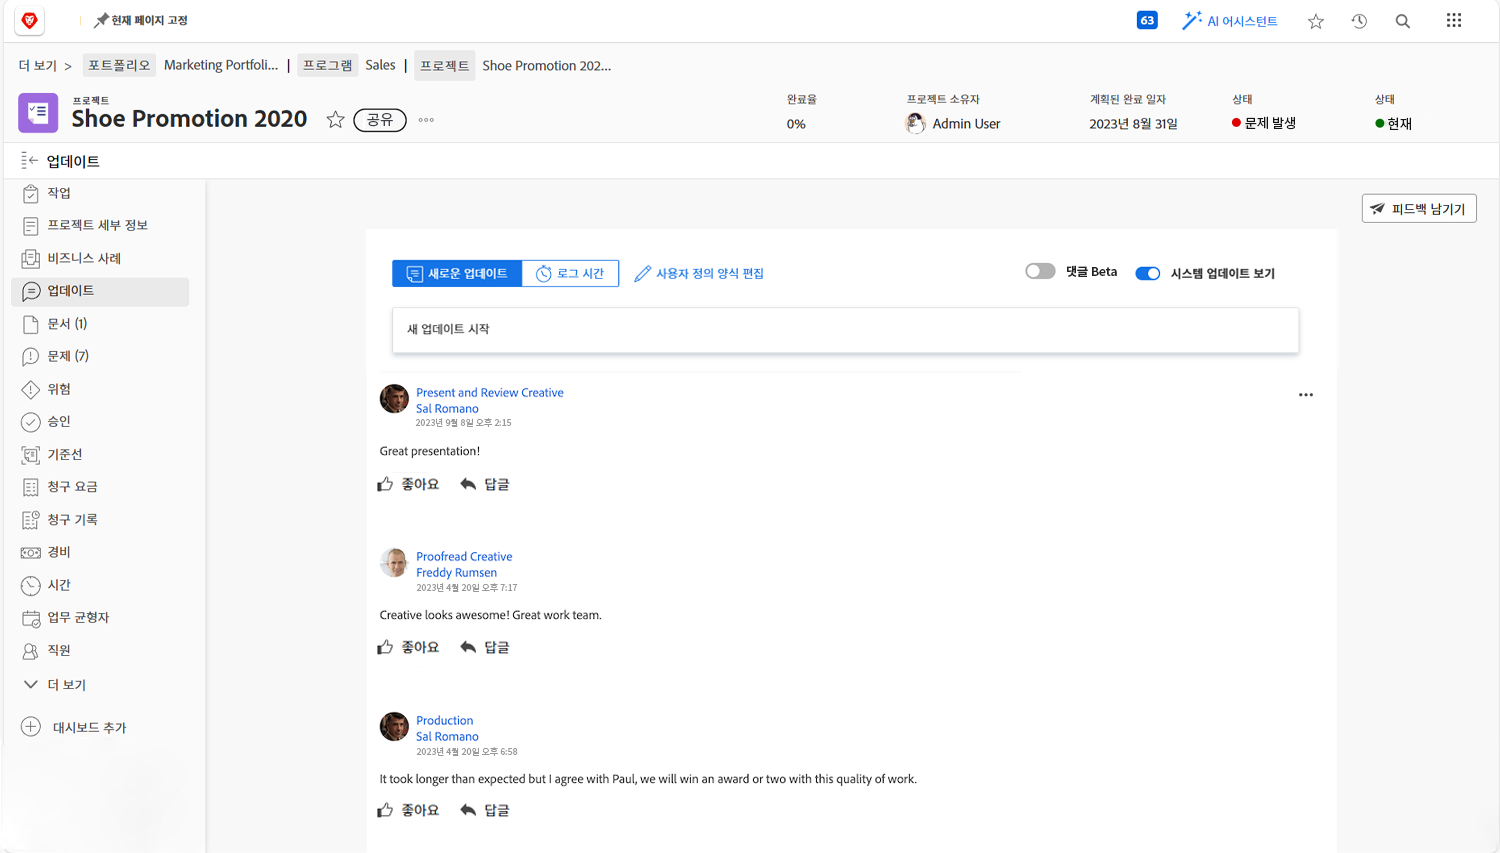 현재 페이지 고정
63
AI 어시스턴트
더 보기 > 포트폴리오 Marketing Portfoli... | 프로그램 Sales | 프로젝트 Shoe Promotion 202...
프로젝트
Shoe Promotion 2020
공유
완료율
0%
프로젝트 소유자
Admin User
계획된 완료 일자
2023년 8월 31일
상태
문제 발생
상태
현재
업데이트
작업
프로젝트 세부 정보
비즈니스 사례
업데이트
문서 (1)
문제 (7)
위험
승인
기준선
청구 요금
청구 기록
경비
시간
업무 균형자
직원
더 보기
대시보드 추가
피드백 남기기
새로운 업데이트
로그 시간
사용자 정의 양식 편집
댓글 Beta
시스템 업데이트 보기
새 업데이트 시작
Present and Review Creative
Sal Romano
2023년 9월 8일 오후 2:15
Great presentation!
좋아요 답글
Proofread Creative
Freddy Rumsen
2023년 4월 20일 오후 7:17
Creative looks awesome! Great work team.
좋아요 답글
Production
Sal Romano
2023년 4월 20일 오후 6:58
It took longer than expected but I agree with Paul, we will win an award or two with this quality of work.
좋아요 답글